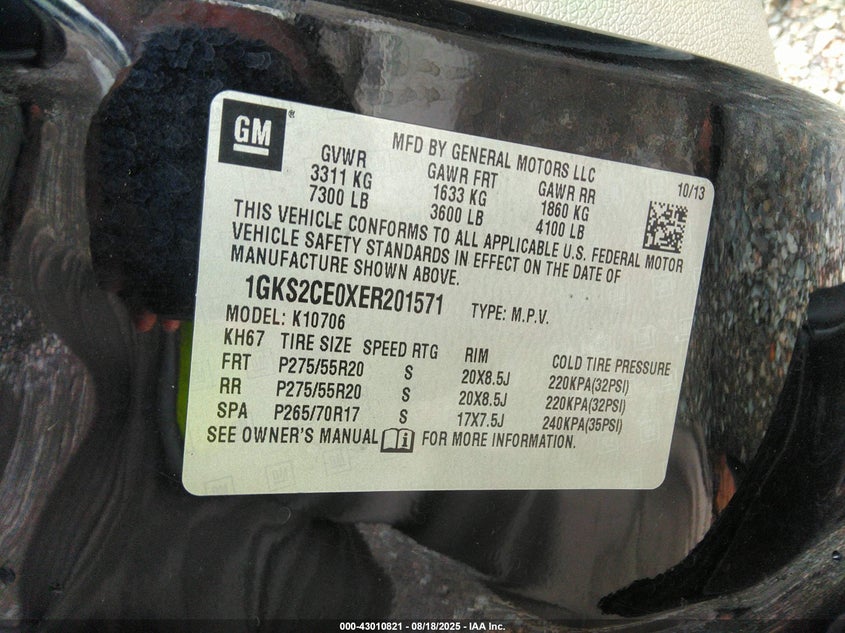 GM®
MFD BY GENERAL MOTORS LLC
10/13
GVWR GAWR FRT GAWR RR
3311 KG 1633 KG 1860 KG
7300 LB 3600 LB 4100 LB
THIS VEHICLE CONFORMS TO ALL APPLICABLE U.S. FEDERAL MOTOR
VEHICLE SAFETY STANDARDS IN EFFECT ON THE DATE OF
MANUFACTURE SHOWN ABOVE.
1GKS2CE0XER201571 TYPE: M.P.V.
MODEL: K10706
KH67 TIRE SIZE SPEED RTG RIM COLD TIRE PRESSURE
FRT P275/55R20 S 20X8.5J 220KPA(32PSI)
RR P275/55R20 S 20X8.5J 220KPA(32PSI)
SPA P265/70R17 S 17X7.5J 240KPA(35PSI)
SEE OWNER'S MANUAL FOR MORE INFORMATION.
000-43010821 - 08/18/2025 - IAA Inc.